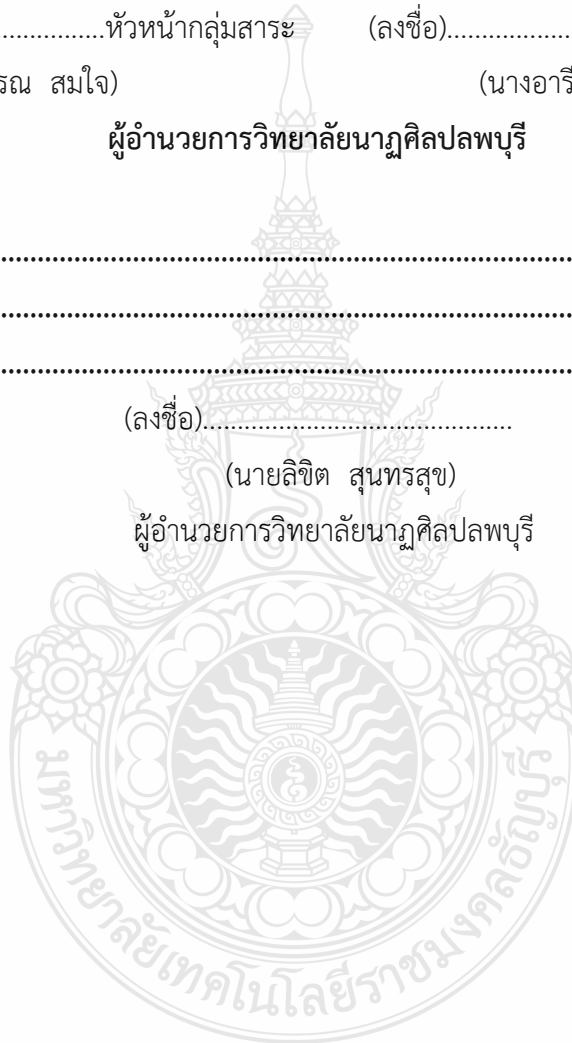 ................หัวหน้ากลุ่มสาระ (ลงชื่อ)..................
รณ สมใจ) (นางอารี
ผู้อำนวยการวิทยาลัยนาฏศิลปลพบุรี
..........................................................................................
..........................................................................................
..........................................................................................
(ลงชื่อ).............................................
(นายลิขิต สุนทรสุข)
ผู้อำนวยการวิทยาลัยนาฏศิลปลพบุรี
มหาวิทยาลัยเทคโนโลยีราชมงคลธัญบุรี